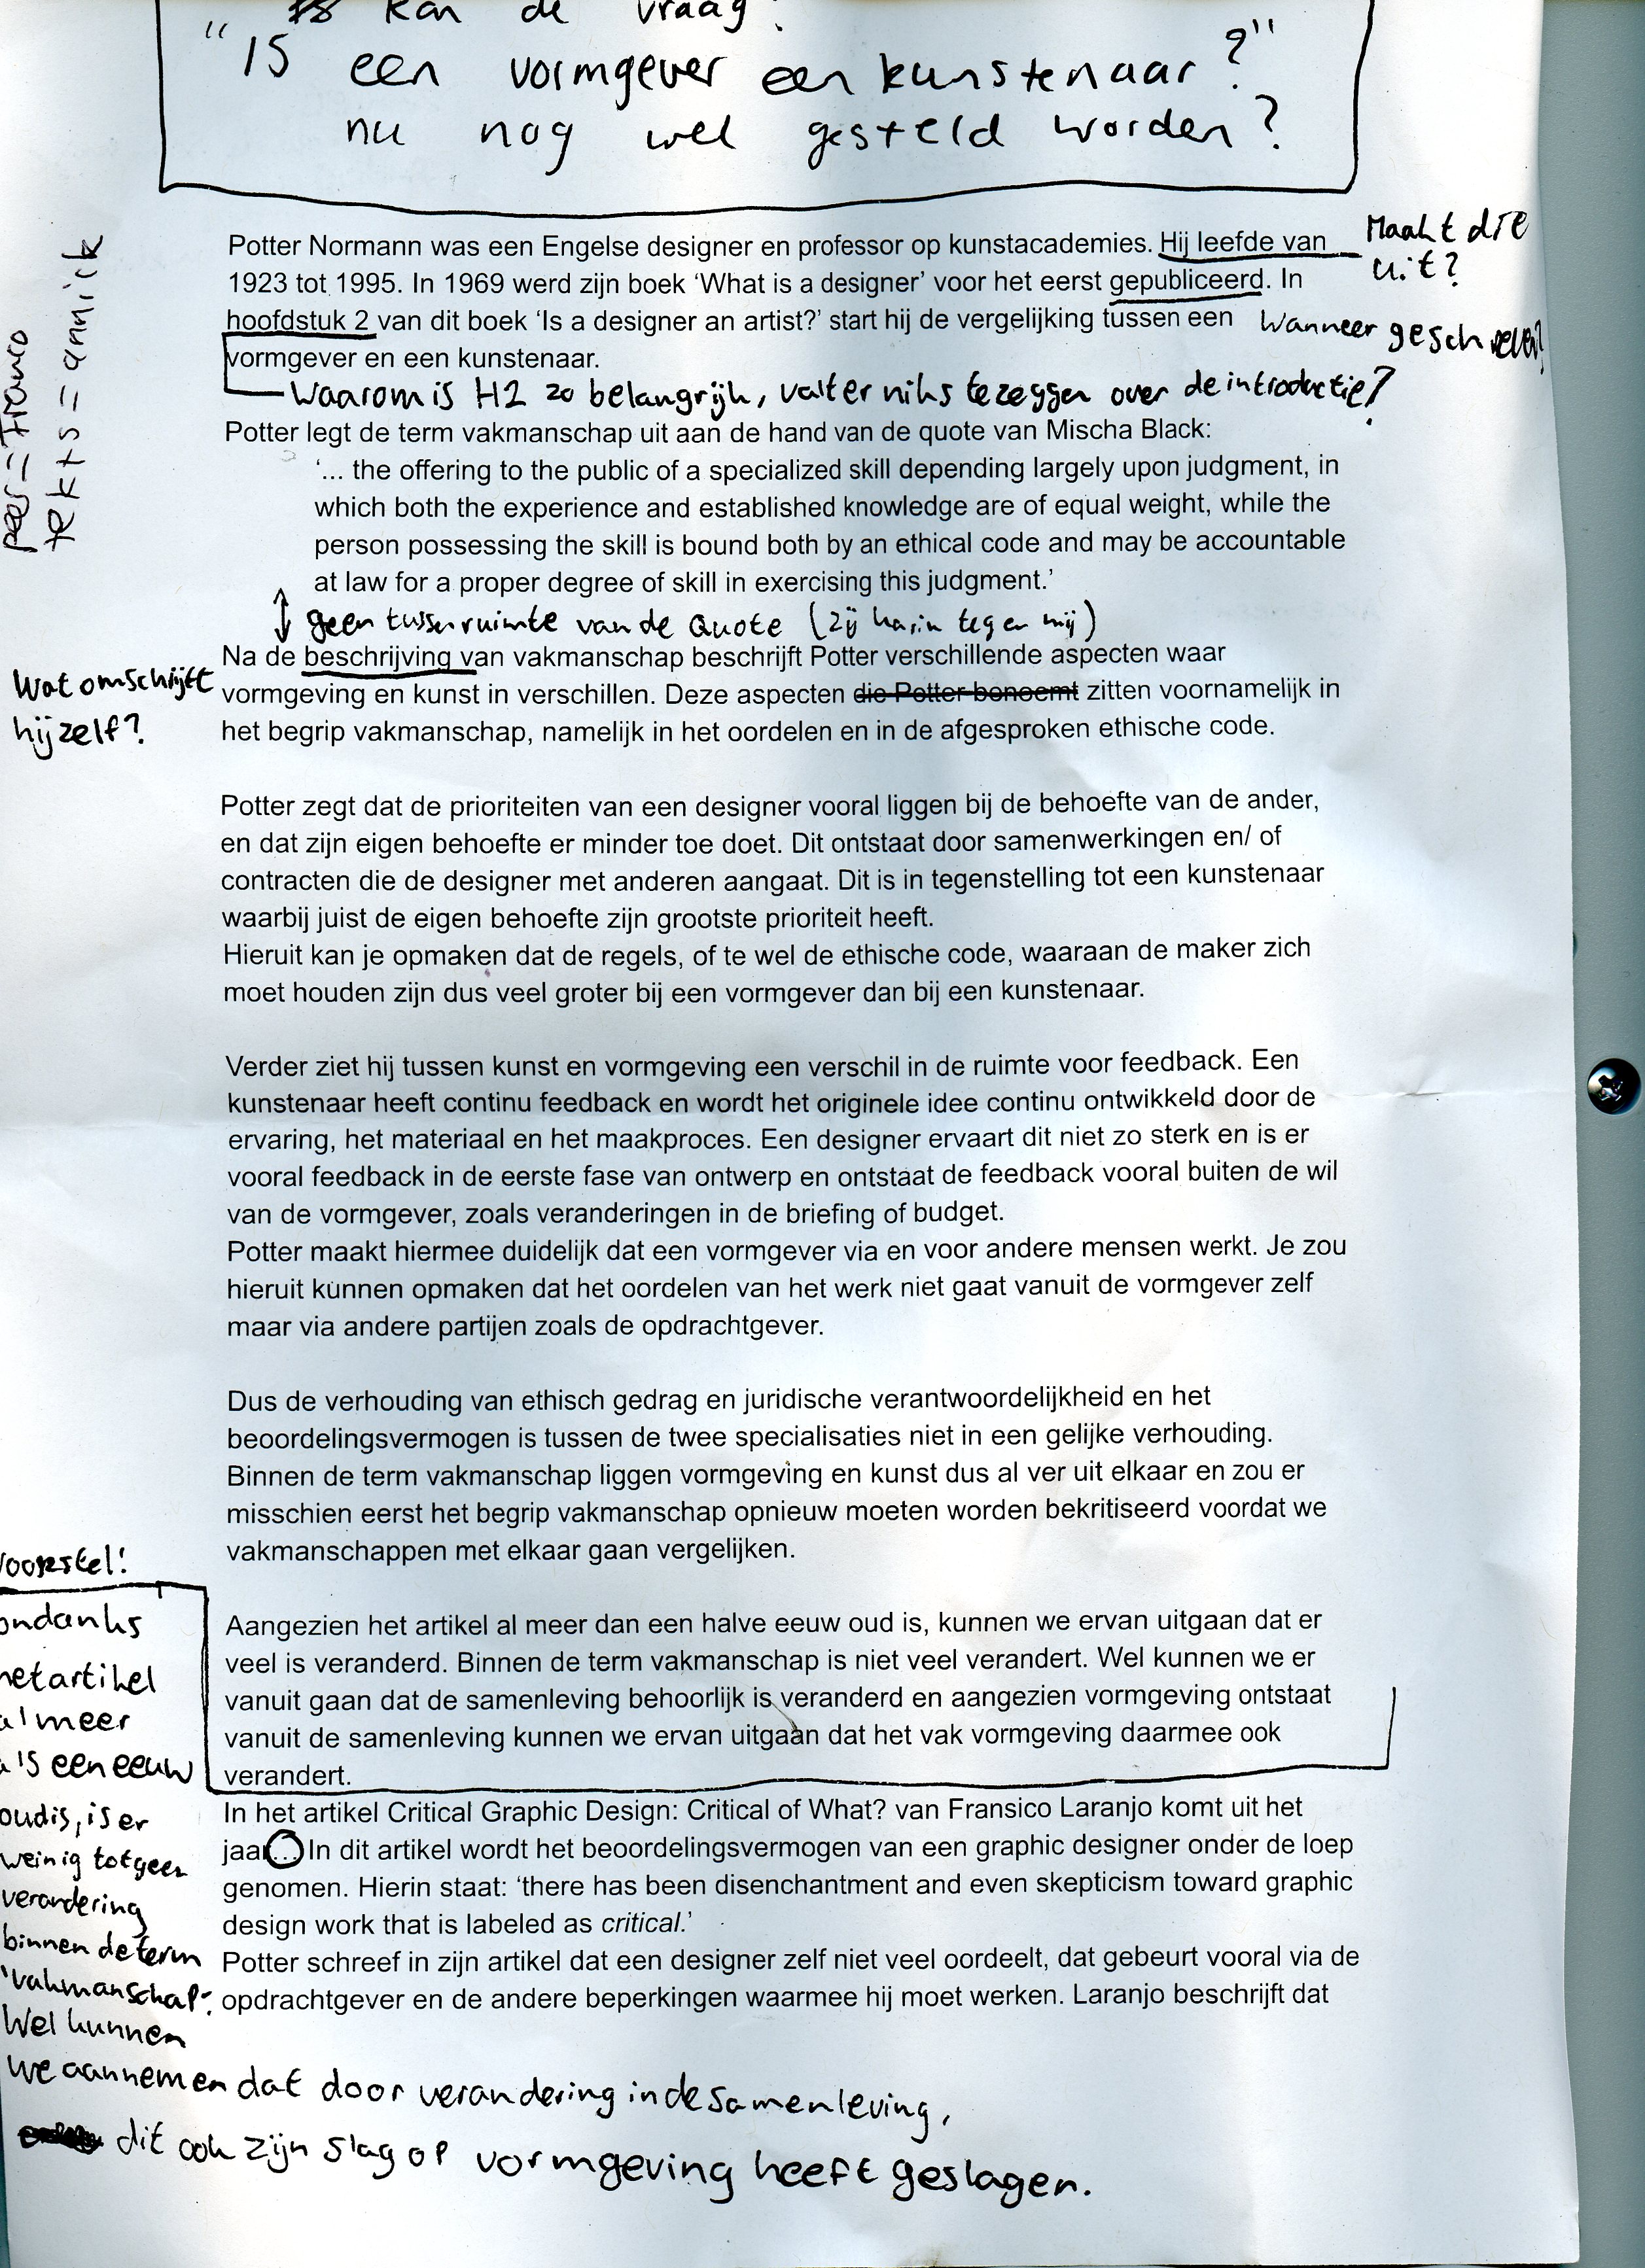 kan de vraag:
"Is een vormgever een kunstenaar?"
nu nog wel gesteld worden?
peer = Franco
tekts = annick
Potter Normann was een Engelse designer en professor op kunstacademies. Hij leefde van
1923 tot 1995. In 1969 werd zijn boek ‘What is a designer’ voor het eerst gepubliceerd. In
hoofdstuk 2 van dit boek ‘Is a designer an artist?’ start hij de vergelijking tussen een
vormgever en een kunstenaar.
Maakt die
uit?
Wanneer geschreven?
Waarom is H2 zo belangrijk, valt er niks te zeggen over de introductie?
Potter legt de term vakmanschap uit aan de hand van de quote van Mischa Black:
‘... the offering to the public of a specialized skill depending largely upon judgment, in
which both the experience and established knowledge are of equal weight, while the
person possessing the skill is bound both by an ethical code and may be accountable
at law for a proper degree of skill in exercising this judgment.’
geen tussenruimte van de Quote (zij        tegen mij)
Na de beschrijving van vakmanschap beschrijft Potter verschillende aspecten waar
vormgeving en kunst in verschillen. Deze aspecten die Potter benoemt zitten voornamelijk in
het begrip vakmanschap, namelijk in het oordelen en in de afgesproken ethische code.
Wat omschrijft
hij zelf?
Potter zegt dat de prioriteiten van een designer vooral liggen bij de behoefte van de ander,
en dat zijn eigen behoefte er minder toe doet. Dit ontstaat door samenwerkingen en/ of
contracten die de designer met anderen aangaat. Dit is in tegenstelling tot een kunstenaar
waarbij juist de eigen behoefte zijn grootste prioriteit heeft.
Hieruit kan je opmaken dat de regels, of te wel de ethische code, waaraan de maker zich
moet houden zijn dus veel groter bij een vormgever dan bij een kunstenaar.
Verder ziet hij tussen kunst en vormgeving een verschil in de ruimte voor feedback. Een
kunstenaar heeft continu feedback en wordt het originele idee continu ontwikkeld door de
ervaring, het materiaal en het maakproces. Een designer ervaart dit niet zo sterk en is er
vooral feedback in de eerste fase van ontwerp en ontstaat de feedback vooral buiten de wil
van de vormgever, zoals veranderingen in de briefing of budget.
Potter maakt hiermee duidelijk dat een vormgever via en voor andere mensen werkt. Je zou
hieruit kunnen opmaken dat het oordelen van het werk niet gaat vanuit de vormgever zelf
maar via andere partijen zoals de opdrachtgever.
Dus de verhouding van ethisch gedrag en juridische verantwoordelijkheid en het
beoordelingsvermogen is tussen de twee specialisaties niet in een gelijke verhouding.
Binnen de term vakmanschap liggen vormgeving en kunst dus al ver uit elkaar en zou er
misschien eerst het begrip vakmanschap opnieuw moeten worden bekritiseerd voordat we
vakmanschappen met elkaar gaan vergelijken.
Aangezien het artikel al meer dan een halve eeuw oud is, kunnen we ervan uitgaan dat er
veel is veranderd. Binnen de term vakmanschap is niet veel verandert. Wel kunnen we er
vanuit gaan dat de samenleving behoorlijk is veranderd en aangezien vormgeving ontstaat
vanuit de samenleving kunnen we ervan uitgaan dat het vak vormgeving daarmee ook
verandert.
In het artikel Critical Graphic Design: Critical of What? van Fransico Laranjo komt uit het
jaar... In dit artikel wordt het beoordelingsvermogen van een graphic designer onder de loep
genomen. Hierin staat: ‘there has been disenchantment and even skepticism toward graphic
design work that is labeled as critical.’
Potter schreef in zijn artikel dat een designer zelf niet veel oordeelt, dat gebeurt vooral via de
opdrachtgever en de andere beperkingen waarmee hij moet werken. Laranjo beschrijft dat
voorstel!
ondanks
het artikel
al meer
als een eeuw
oud is, is er
weinig tot geen
verandering
binnen de term
'vakmanschap'.
Wel kunnen
we aannemen dat door verandering in de samenleving,
dit ook zijn slag op vormgeving heeft geslagen.